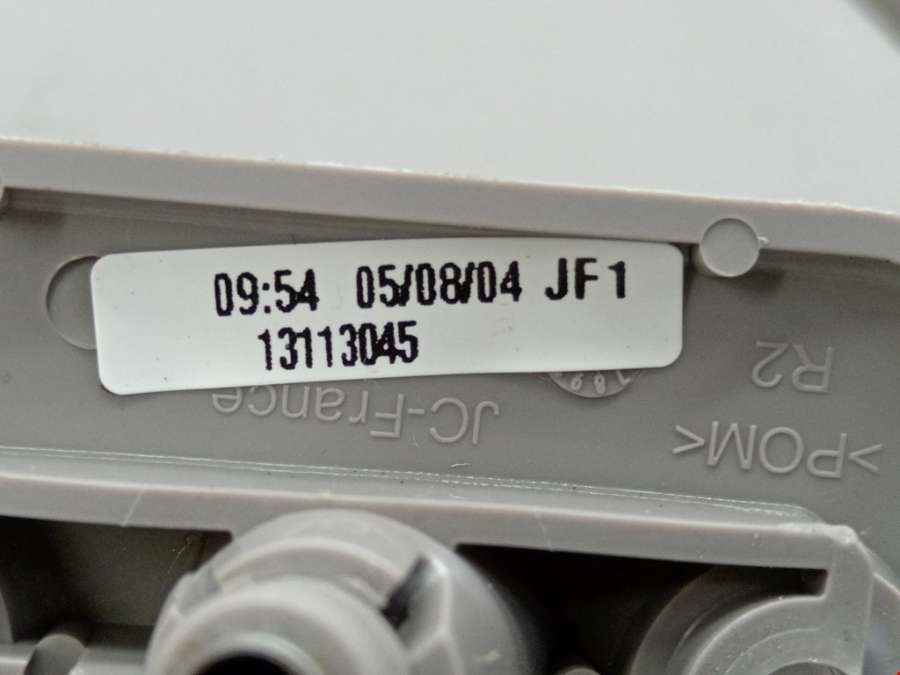 09:54 05/08/04 JF1
13113045
JC-France
R2
>POM<